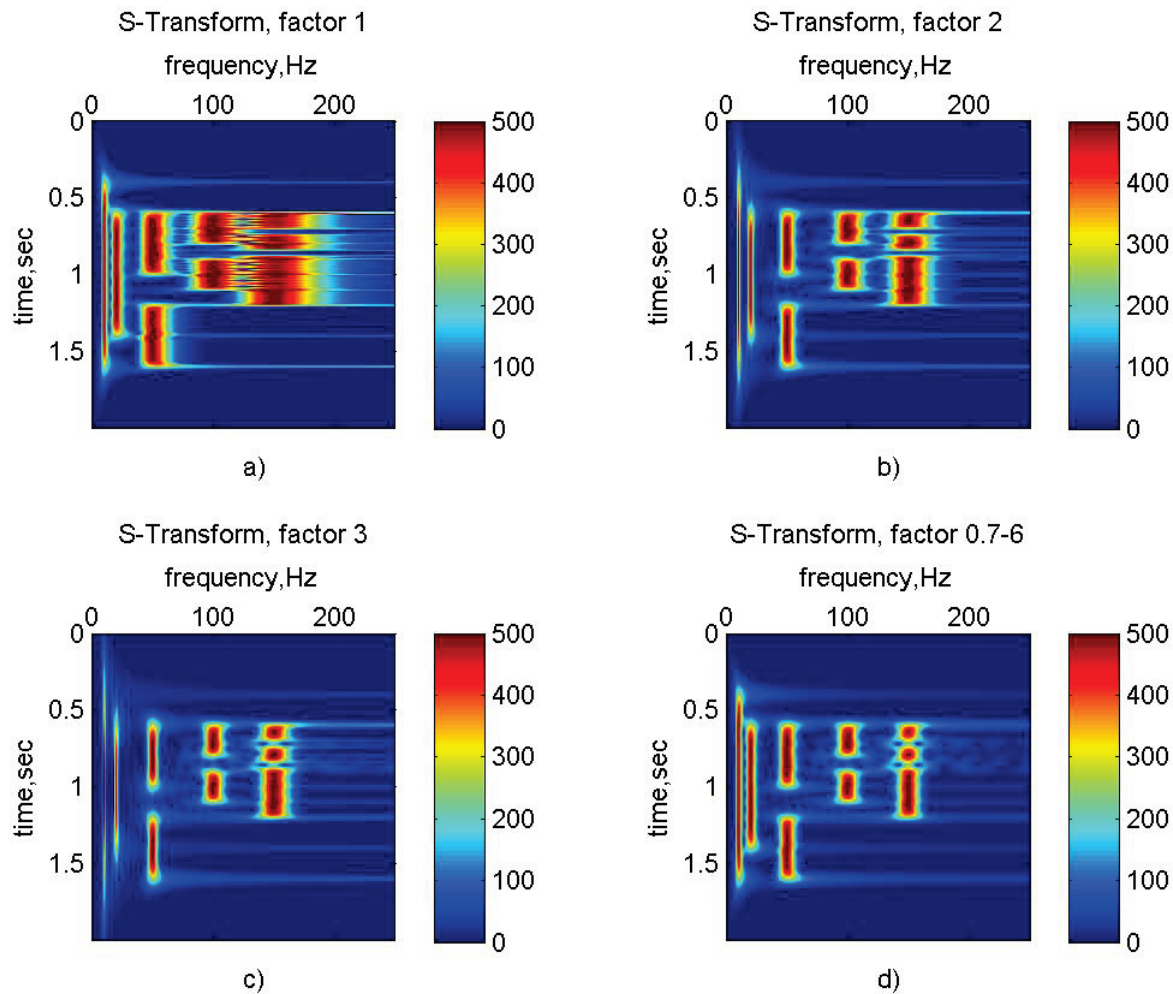 S-Transform, factor 1
frequency,Hz
0 100 200
0
0.5
1
1.5
time,sec
500
400
300
200
100
0
a)
S-Transform, factor 2
frequency,Hz
0 100 200
0
0.5
1
1.5
time,sec
500
400
300
200
100
0
b)
S-Transform, factor 3
frequency,Hz
0 100 200
0
0.5
1
1.5
time,sec
500
400
300
200
100
0
c)
S-Transform, factor 0.7-6
frequency,Hz
0 100 200
0
0.5
1
1.5
time,sec
500
400
300
200
100
0
d)